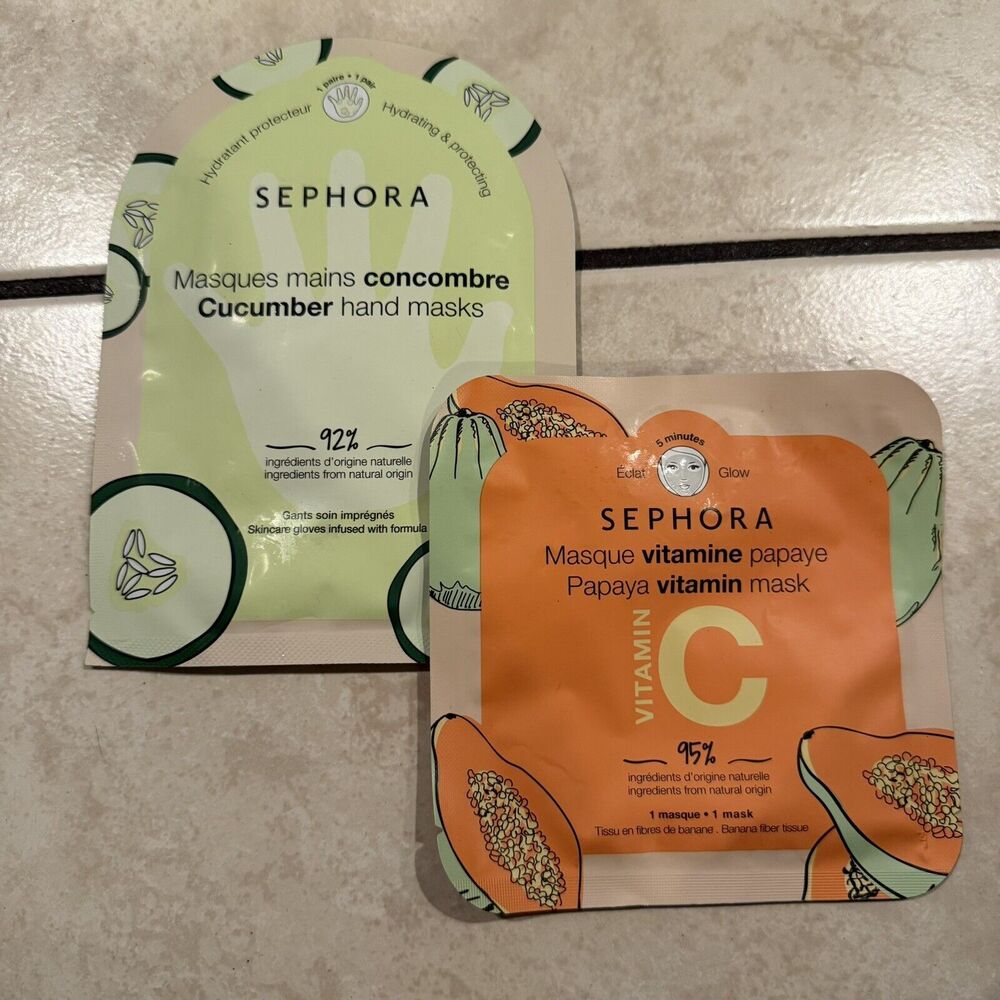 1 paire • 1 pair
Hydratant protecteur
Hydrating & protecting
SEPHORA
Masques mains concombre
Cucumber hand masks
92%
ingrédients d'origine naturelle
ingredients from natural origin
Gants soin imprégnés
Skincare gloves infused with formula
5 minutes
Éclat
Glow
SEPHORA
Masque vitamine papaye
Papaya vitamin mask
VITAMIN
C
95%
ingrédients d'origine naturelle
ingredients from natural origin
1 masque • 1 mask
Tissu en fibres de banane . Banana fiber tissue